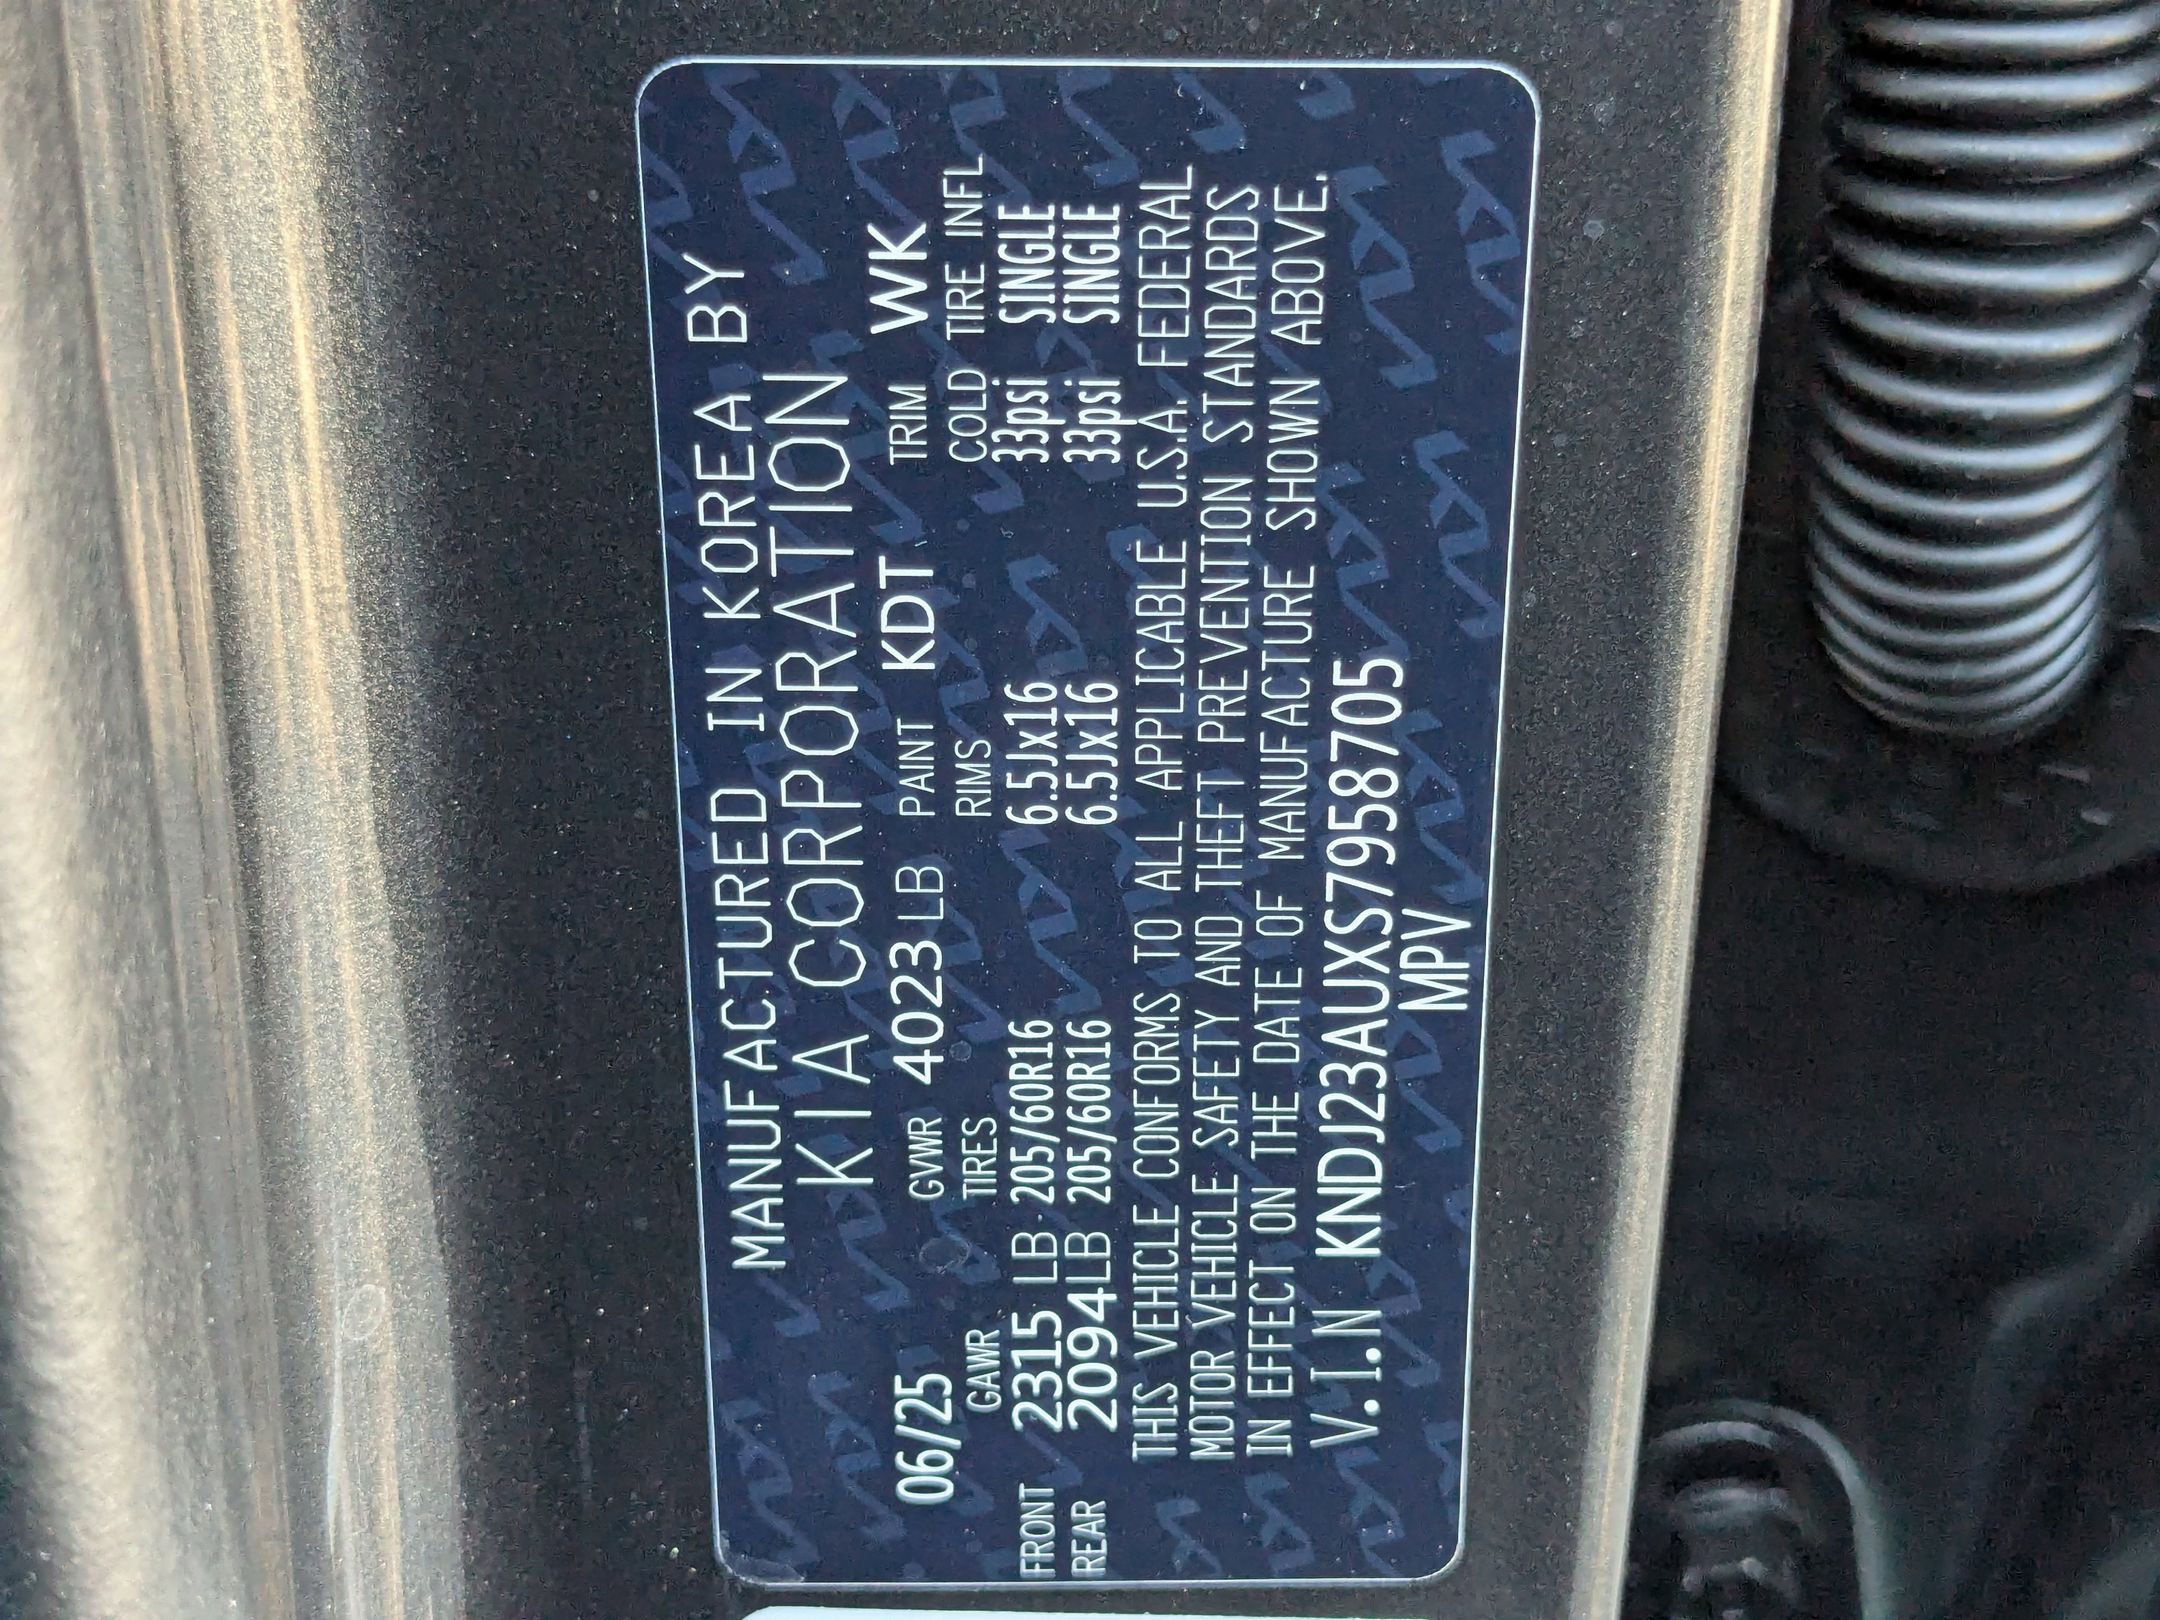 MANUFACTURED IN KOREA BY
KIA CORPORATION
06/25 GVWR 4023 LB PAINT KDT TRIM WK
GAWR TIRES RIMS COLD TIRE INFL
FRONT 2315 LB 205/60R16 6.5Jx16 33psi SINGLE
REAR 2094LB 205/60R16 6.5Jx16 33psi SINGLE
THIS VEHICLE CONFORMS TO ALL APPLICABLE U.S.A. FEDERAL
MOTOR VEHICLE SAFETY AND THEFT PREVENTION STANDARDS
IN EFFECT ON THE DATE OF MANUFACTURE SHOWN ABOVE.
V.I.N KNDJ23AUXS7958705
MPV